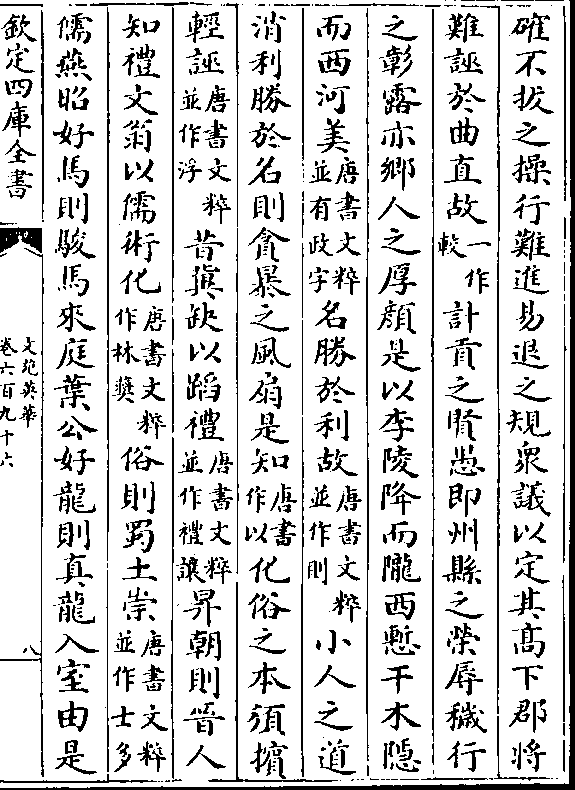 確不拔之操行難進易退之規衆議以定其髙下郡將
難誣於曲直故一作較計貢之賢愚即州縣之榮辱穢行
之彰露亦鄉人之厚顔是以李陵降而隴西慙干木隱
而西河美唐書文粹並有政字名勝於利故唐書文粹並作則小人之道
消利勝於名則貪暴之風扇是知唐書作以化俗之本須擯
輕誣唐書文粹並作浮昔冀缺以蹈禮唐書文粹並作禮讓昇朝則晉人
知禮文翁以儒術化唐書文粹作林奬俗則蜀土崇唐書文粹並作士多
儒燕昭好馬則駿馬來庭葉公好龍則真龍入室由是
欽定四庫全書
文苑英華
卷六百九十六
八